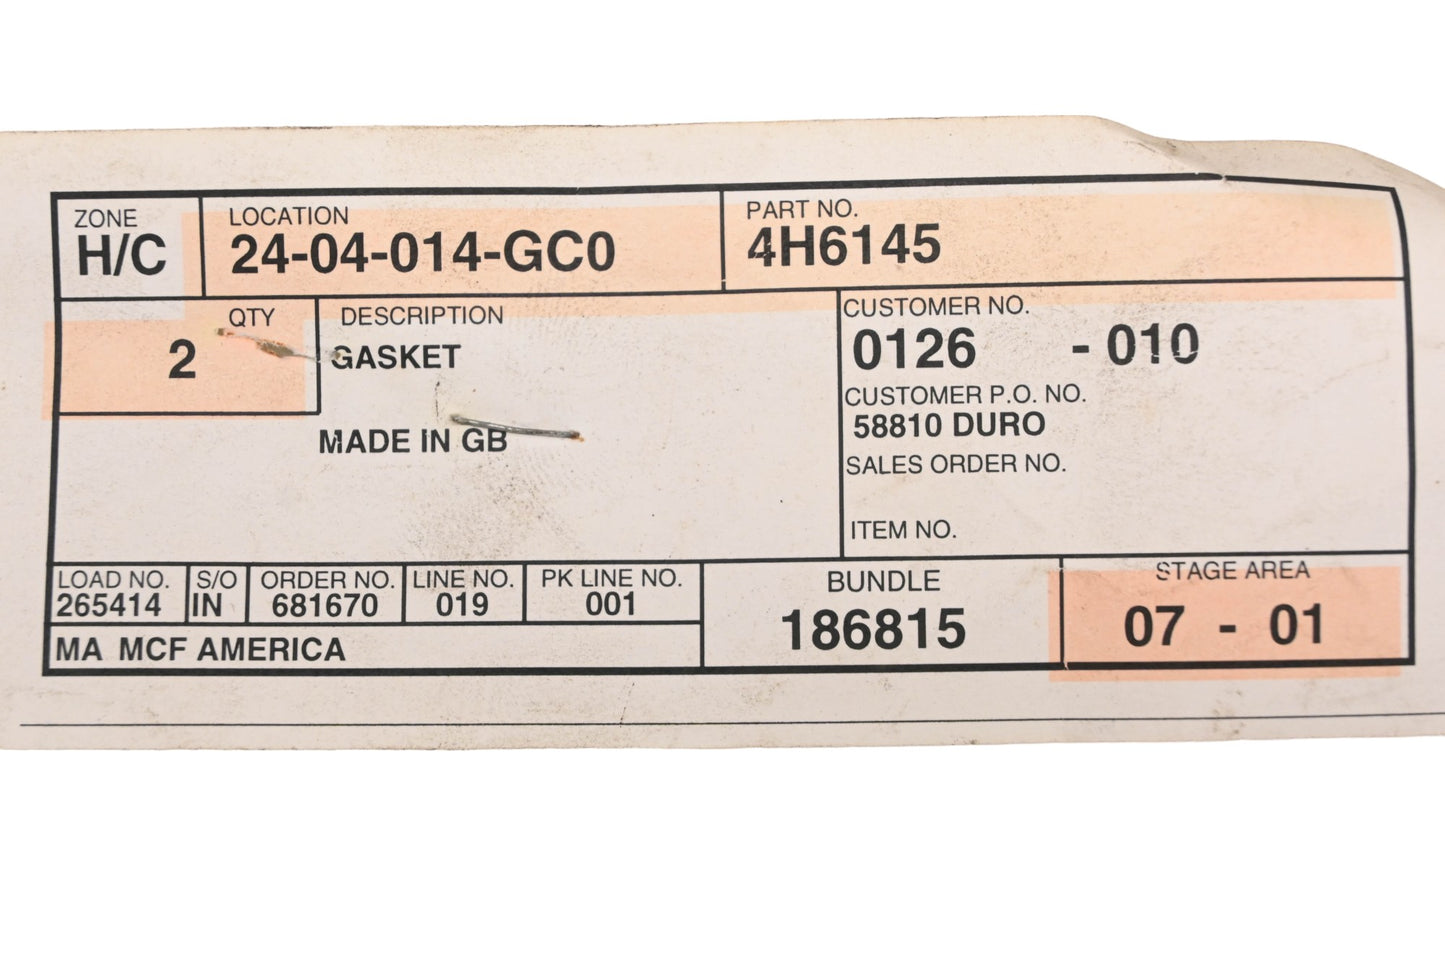 ZONE LOCATION PART NO.
H/C 24-04-014-GC0 4H6145
QTY DESCRIPTION CUSTOMER NO.
2 GASKET 0126 - 010
CUSTOMER P.O. NO.
MADE IN GB 58810 DURO
SALES ORDER NO.
ITEM NO.
LOAD NO. S/O ORDER NO. LINE NO. PK LINE NO. BUNDLE STAGE AREA
265414 IN 681670 019 001 186815 07 - 01
MA MCF AMERICA